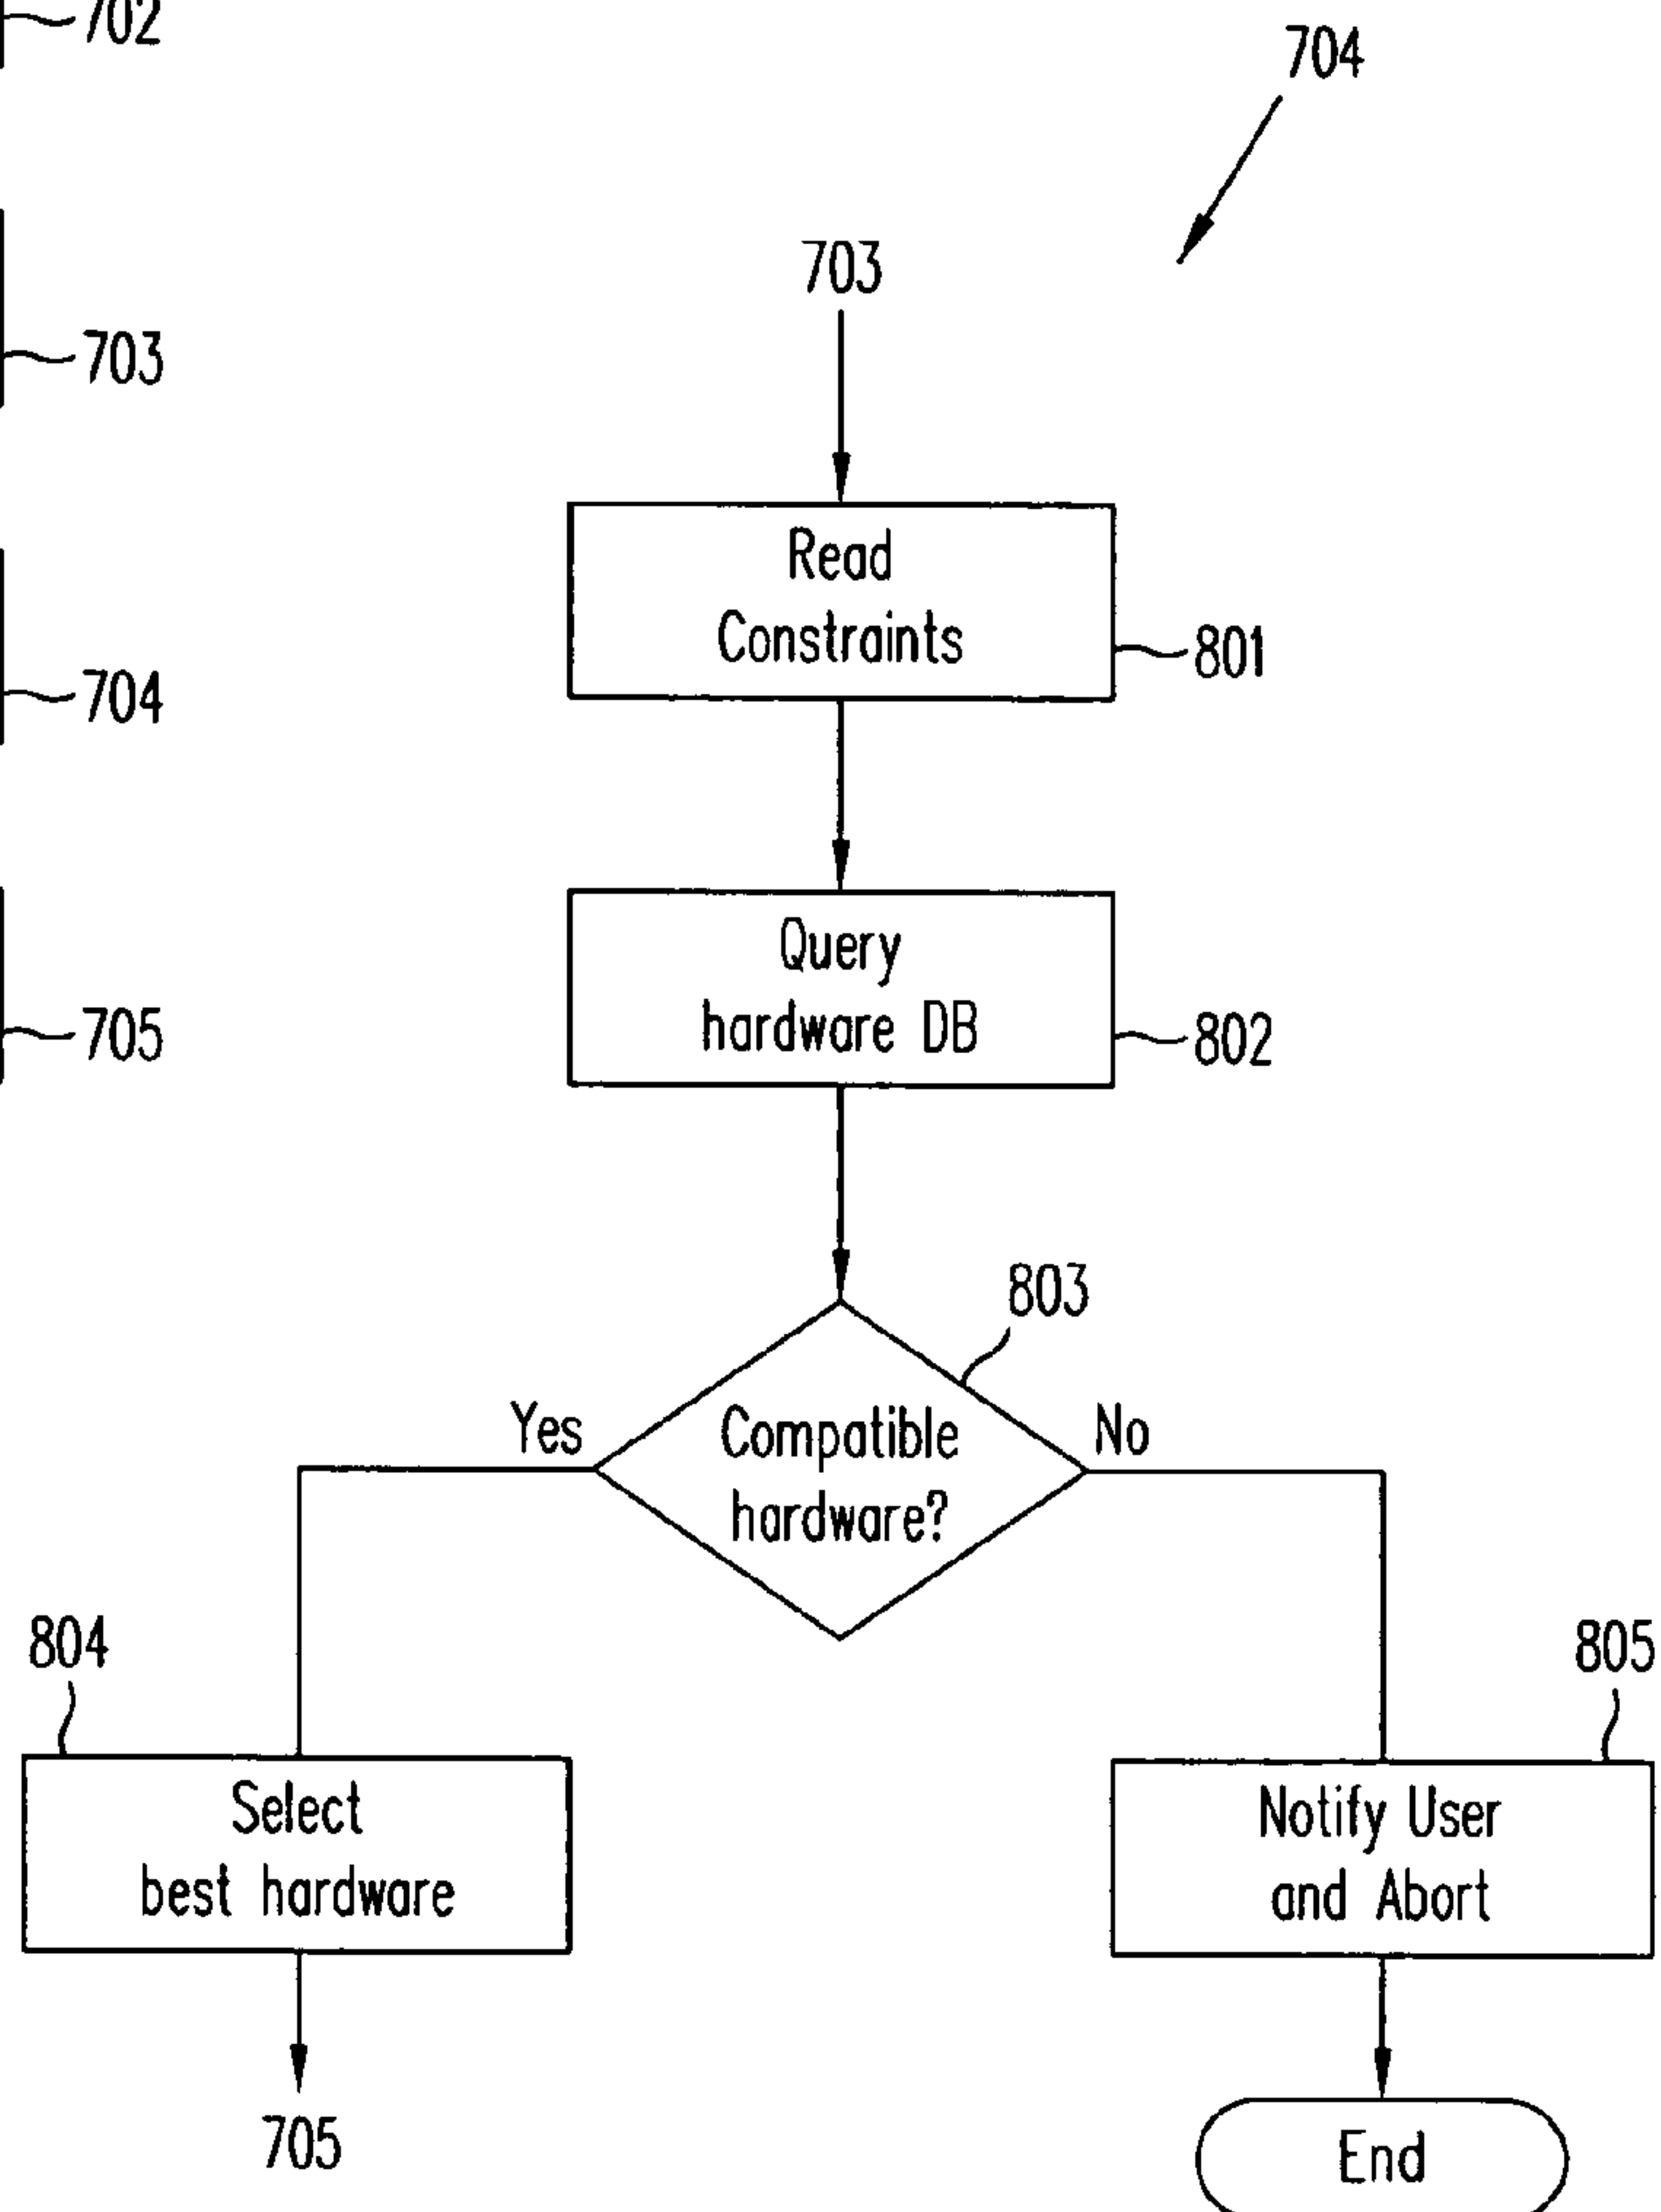 702
704
703
703
Read
Constraints
801
704
Query
hardware DB
802
705
803
Yes
Compatible
hardware?
No
804
805
Select
best hardware
Notify User
and Abort
705
End